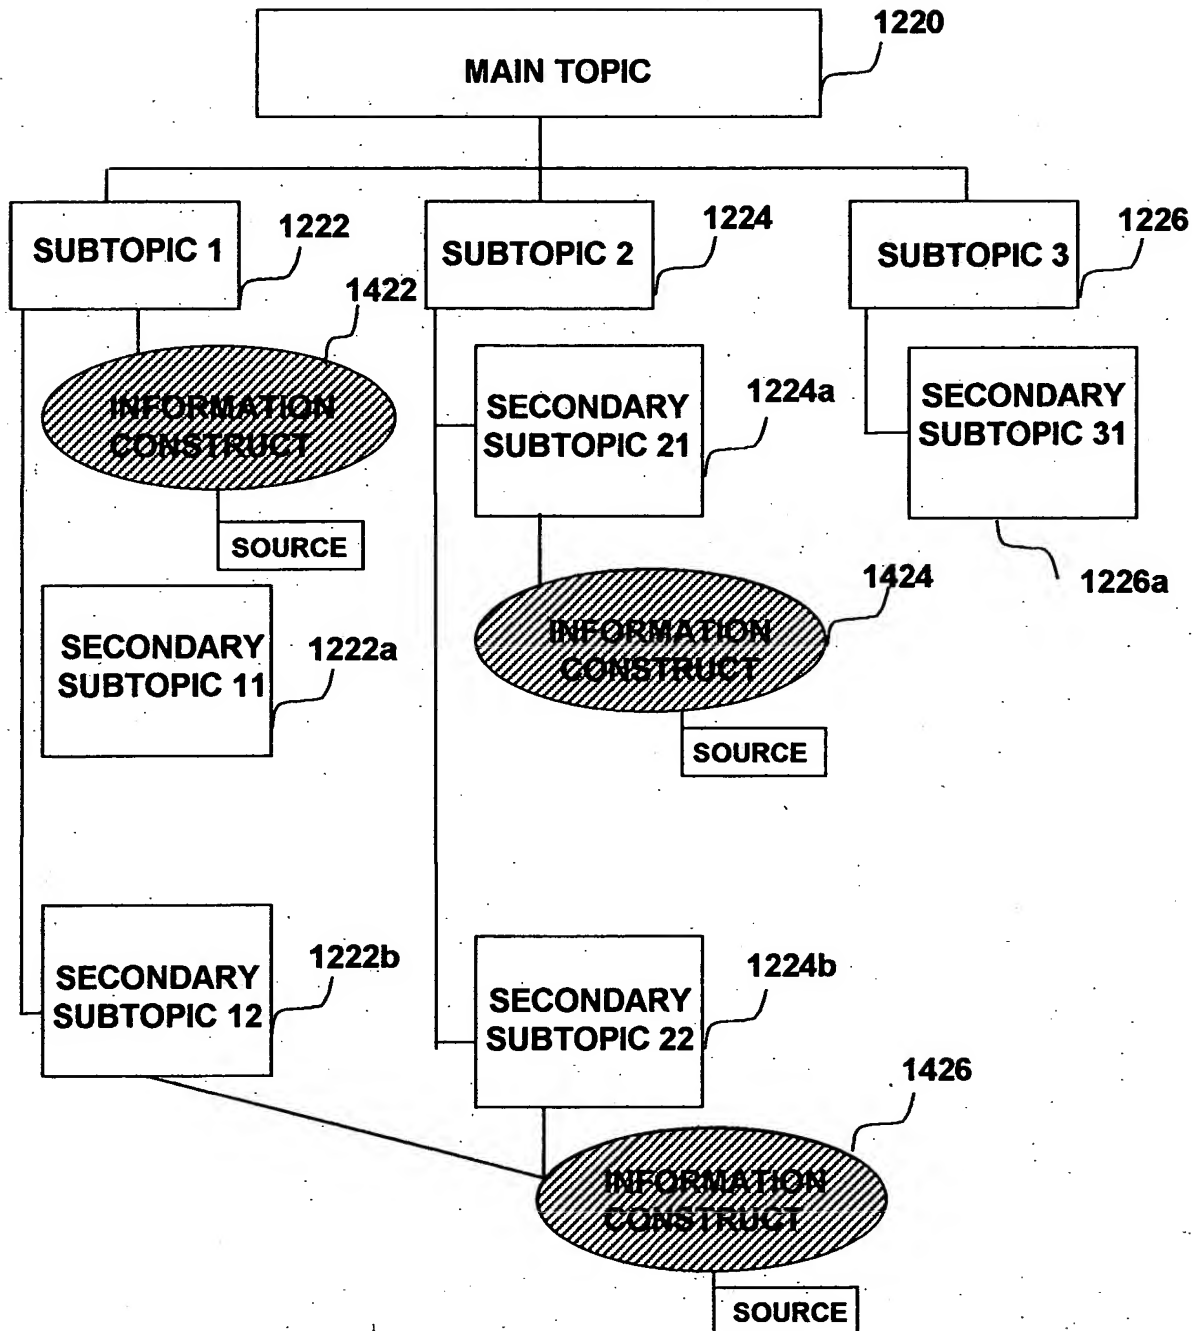 1220
MAIN TOPIC
1222
1224
1226
SUBTOPIC 1
SUBTOPIC 2
SUBTOPIC 3
1422
INFORMATION
CONSTRUCT
SOURCE
SECONDARY
SUBTOPIC 21
1224a
SECONDARY
SUBTOPIC 31
1226a
1424
INFORMATION
CONSTRUCT
SOURCE
SECONDARY
SUBTOPIC 11
1222a
SECONDARY
SUBTOPIC 12
1222b
SECONDARY
SUBTOPIC 22
1224b
1426
INFORMATION
CONSTRUCT
SOURCE